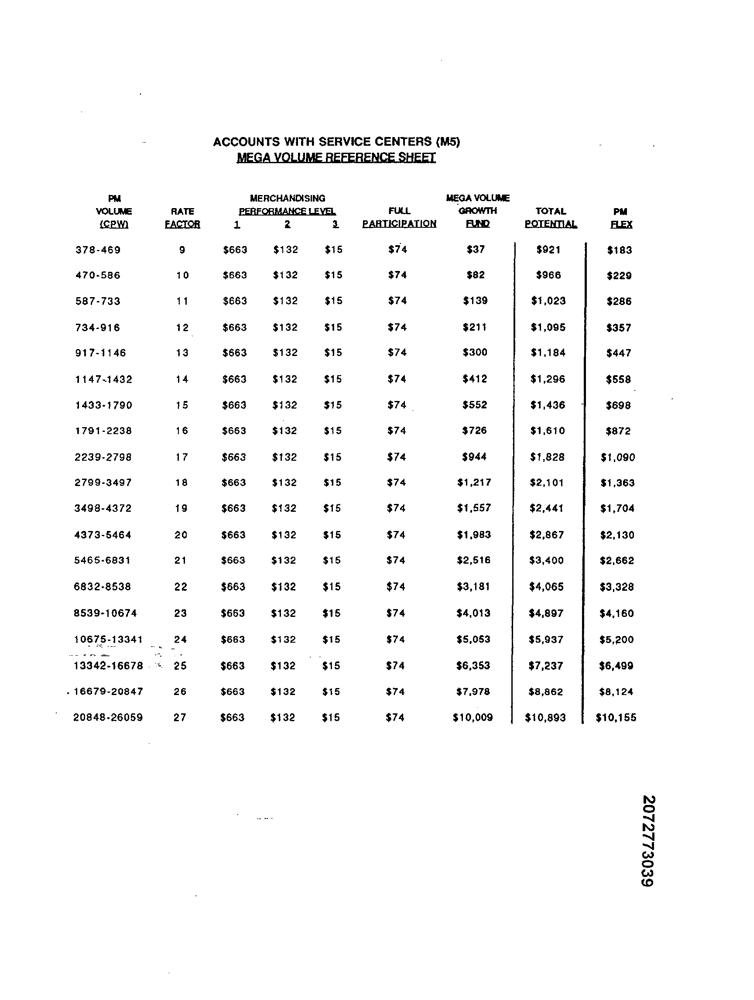 ACCOUNTS WITH SERVICE CENTERS (M5)
MEGA VOLUME REFERENCE SHEET
PM MERCHANDISING MEGA VOLUME
VOLUME RATE PERFORMANCE LEVEL FULL GROWTH TOTAL PM
(CPW) FACTOR 1 2 3 PARTICIPATION FUND POTENTIAL FLEX
378-469 9 $663 $132 $15 $74 $37 $921 $183
470-586 10 $663 $132 $15 $74 $82 $966 $229
587-733 11 $663 $132 $15 $74 $139 $1,023 $286
734-916 12 $663 $132 $15 $74 $211 $1,095 $357
917-1146 13 $663 $132 $15 $74 $300 $1,184 $447
1147-1432 14 $663 $132 $15 $74 $412 $1,296 $558
1433-1790 15 $663 $132 $15 $74 $552 $1,436 $698
1791-2238 16 $663 $132 $15 $74 $726 $1,610 $872
2239-2798 17 $663 $132 $15 $74 $944 $1,828 $1,090
2799-3497 18 $663 $132 $15 $74 $1,217 $2,101 $1,363
3498-4372 19 $663 $132 $15 $74 $1,557 $2,441 $1,704
4373-5464 20 $663 $132 $15 $74 $1,983 $2,867 $2,130
5465-6831 21 $663 $132 $15 $74 $2,516 $3,400 $2,662
6832-8538 22 $663 $132 $15 $74 $3,181 $4,065 $3,328
8539-10674 23 $663 $132 $15 $74 $4,013 $4,897 $4,160
10675-13341 24 $663 $132 $15 $74 $5,053 $5,937 $5,200
13342-16678 25 $663 $132 $15 $74 $6,353 $7,237 $6,499
16679-20847 26 $663 $132 $15 $74 $7,978 $8,862 $8,124
20848-26059 27 $663 $132 $15 $74 $10,009 $10,893 $10,155
2072773039